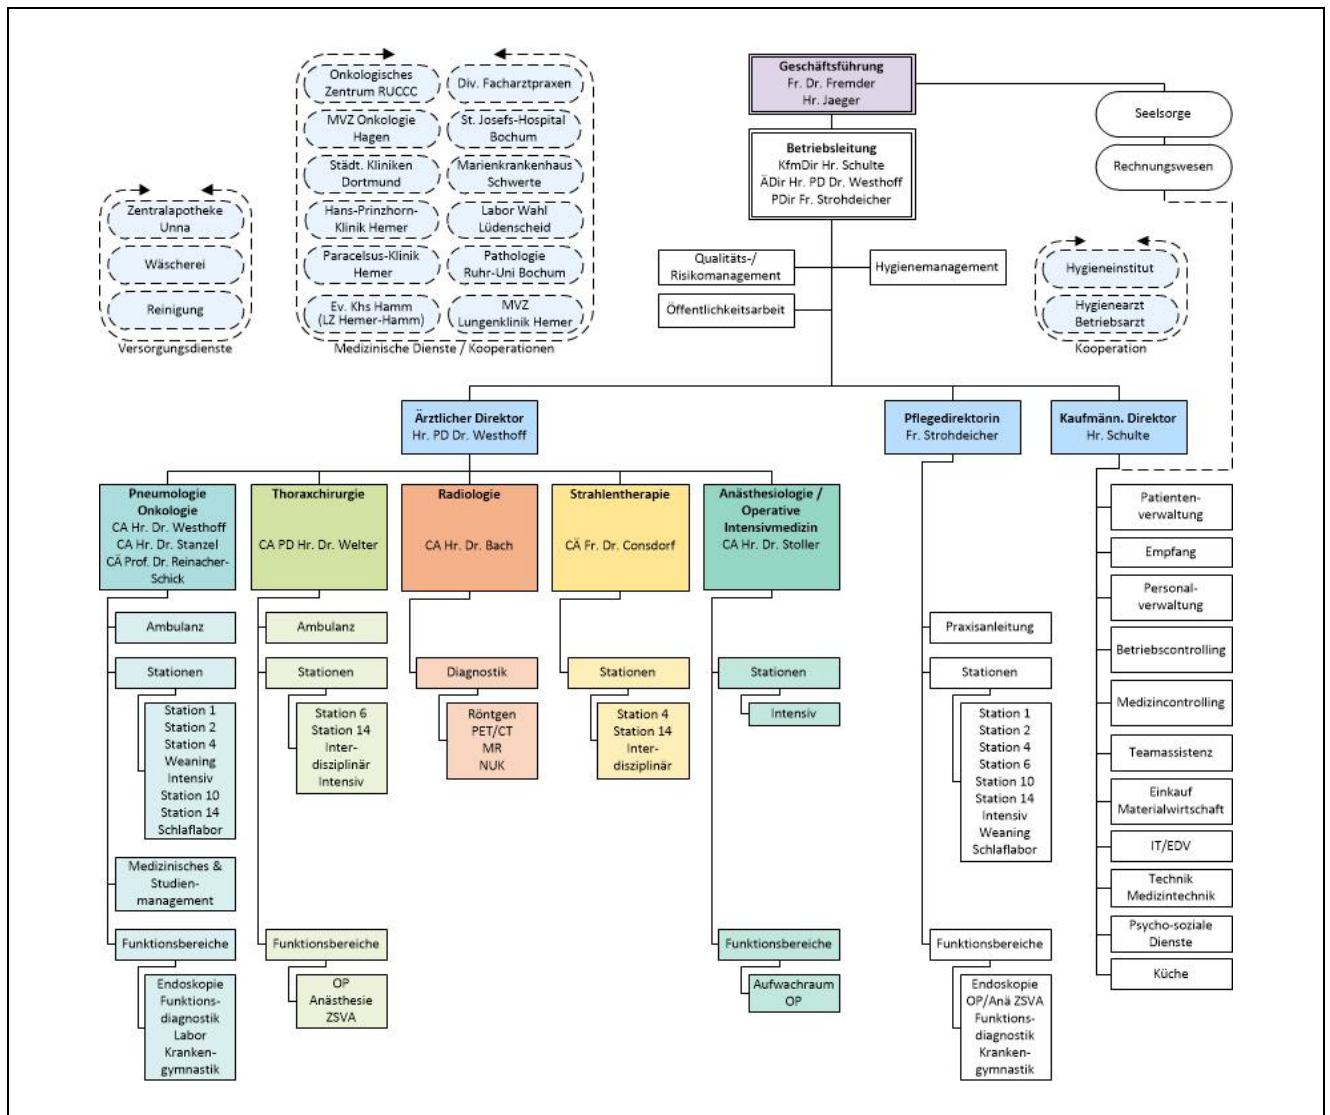 Geschäftsführung
Fr. Dr. Fremder
Hr. Jaeger
Betriebsleitung
KfmDir Hr. Schulte
ÄDir Hr. PD Dr. Westhoff
PDir Fr. Strohdeicher
Seelsorge
Rechnungswesen
Onkologisches
Zentrum RUCCC
MVZ Onkologie
Hagen
Städt. Kliniken
Dortmund
Hans-Prinzhorn-
Klinik Hemer
Paracelsus-Klinik
Hemer
Ev. Khs Hamm
(LZ Hemer-Hamm)
Div. Facharztpraxen
St. Josefs-Hospital
Bochum
Marienkrankenhaus
Schwerte
Labor Wahl
Lüdenscheid
Pathologie
Ruhr-Uni Bochum
MVZ
Lungenklinik Hemer
Medizinische Dienste / Kooperationen
Zentralapotheke
Unna
Wäscherei
Reinigung
Versorgungsdienste
Qualitäts-/
Risikomanagement
Hygienemanagement
Öffentlichkeitsarbeit
Hygieneinstitut
Hygienearzt
Betriebsarzt
Kooperation
Ärztlicher Direktor
Hr. PD Dr. Westhoff
Pflegedirektorin
Fr. Strohdeicher
Kaufmänn. Direktor
Hr. Schulte
Pneumologie
Onkologie
CA Hr. Dr. Westhoff
CA Hr. Dr. Stanzel
CÄ Prof. Dr. Reinacher-
Schick
Ambulanz
Stationen
Station 1
Station 2
Station 4
Weaning
Intensiv
Station 10
Station 14
Schlaflabor
Medizinisches &
Studien-
management
Funktionsbereiche
Endoskopie
Funktions-
diagnostik
Labor
Kranken-
gymnastik
Thoraxchirurgie
CA PD Hr. Dr. Welter
Ambulanz
Stationen
Station 6
Station 14
Inter-
disziplinär
Intensiv
Funktionsbereiche
OP
Anästhesie
ZSVA
Radiologie
CA Hr. Dr. Bach
Diagnostik
Röntgen
PET/CT
MR
NUK
Strahlentherapie
CÄ Fr. Dr. Consdorf
Stationen
Station 4
Station 14
Inter-
disziplinär
Anästhesiologie /
Operative
Intensivmedizin
CA Hr. Dr. Stoller
Stationen
Intensiv
Funktionsbereiche
Aufwachraum
OP
Praxisanleitung
Stationen
Station 1
Station 2
Station 4
Station 6
Station 10
Station 14
Intensiv
Weaning
Schlaflabor
Funktionsbereiche
Endoskopie
OP/Anä ZSVA
Funktions-
diagnostik
Kranken-
gymnastik
Patienten-
verwaltung
Empfang
Personal-
verwaltung
Betriebscontrolling
Medizincontrolling
Teamassistenz
Einkauf
Materialwirtschaft
IT/EDV
Technik
Medizintechnik
Psycho-soziale
Dienste
Küche